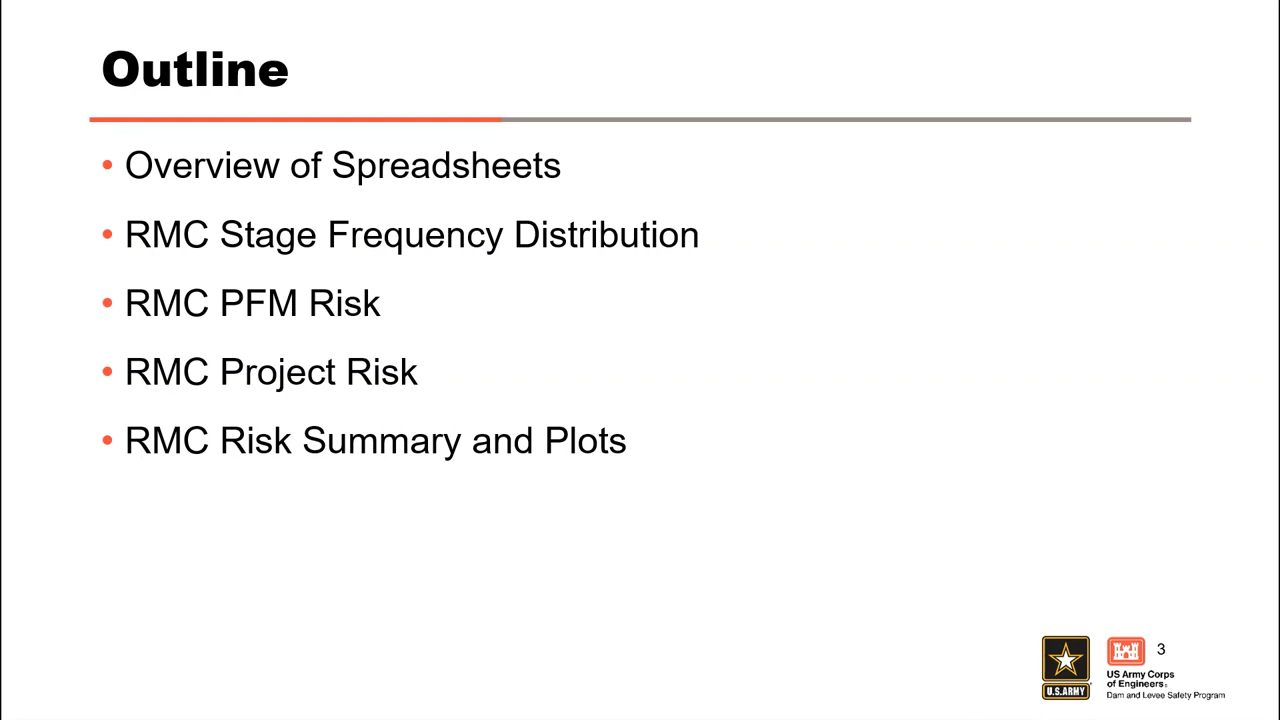 Outline
• Overview of Spreadsheets
• RMC Stage Frequency Distribution
• RMC PFM Risk
• RMC Project Risk
• RMC Risk Summary and Plots
U.S.ARMY
3
US Army Corps
of Engineers®
Dam and Levee Safety Program